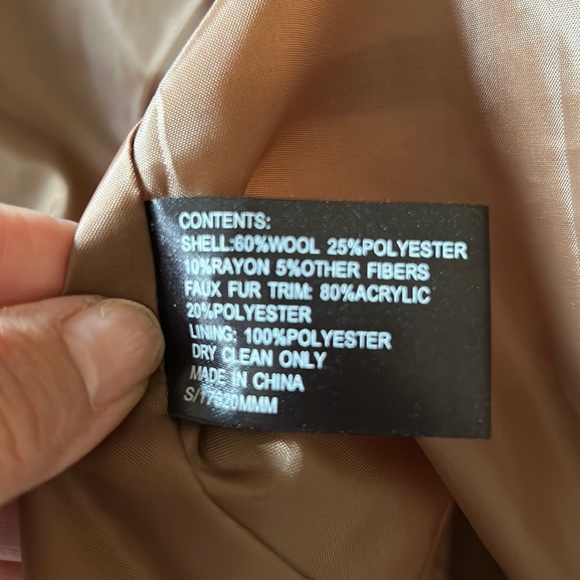 CONTENTS:
SHELL:60%WOOL 25%POLYESTER
10%RAYON 5%OTHER FIBERS
FAUX FUR TRIM: 80%ACRYLIC
20%POLYESTER
LINING: 100%POLYESTER
DRY CLEAN ONLY
MADE IN CHINA
S/17620MMM